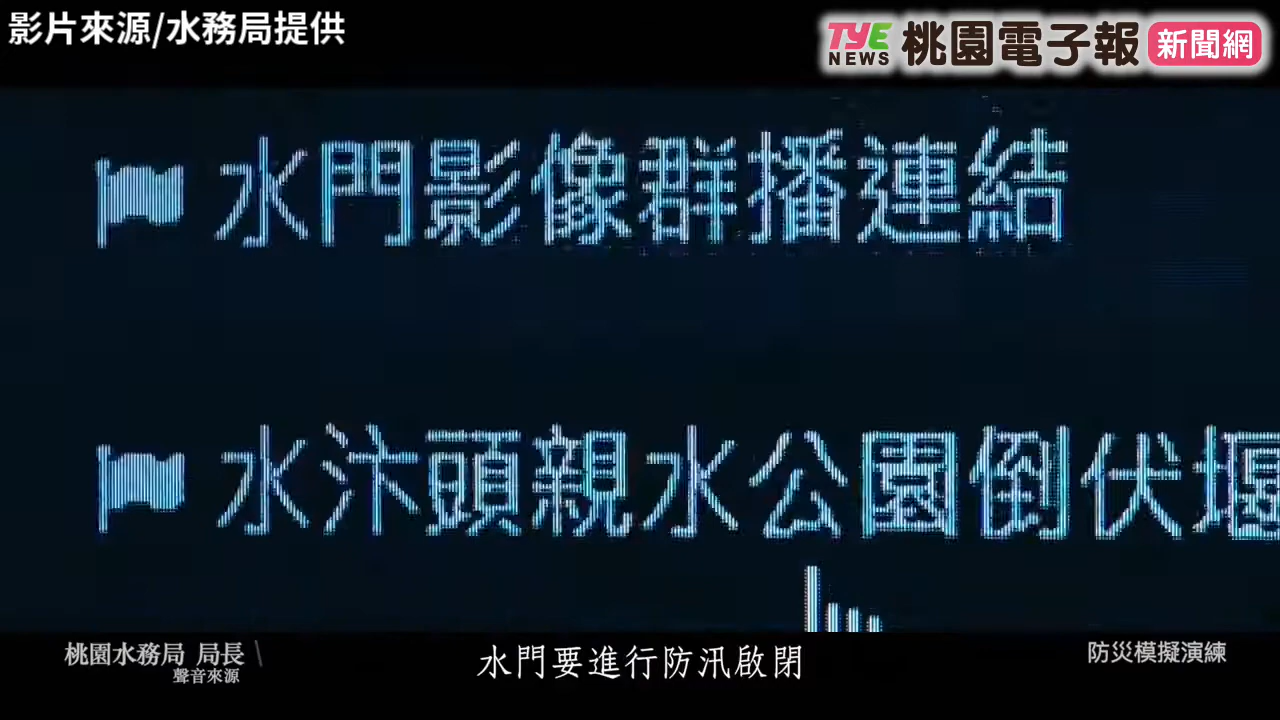 影片來源/水務局提供
TYE NEWS 桃園電子報 新聞網
水門影像群播連結
水汴頭親水公園倒伏堰
桃園水務局 局長
聲音來源
水門要進行防汛啟閉
防災模擬演練